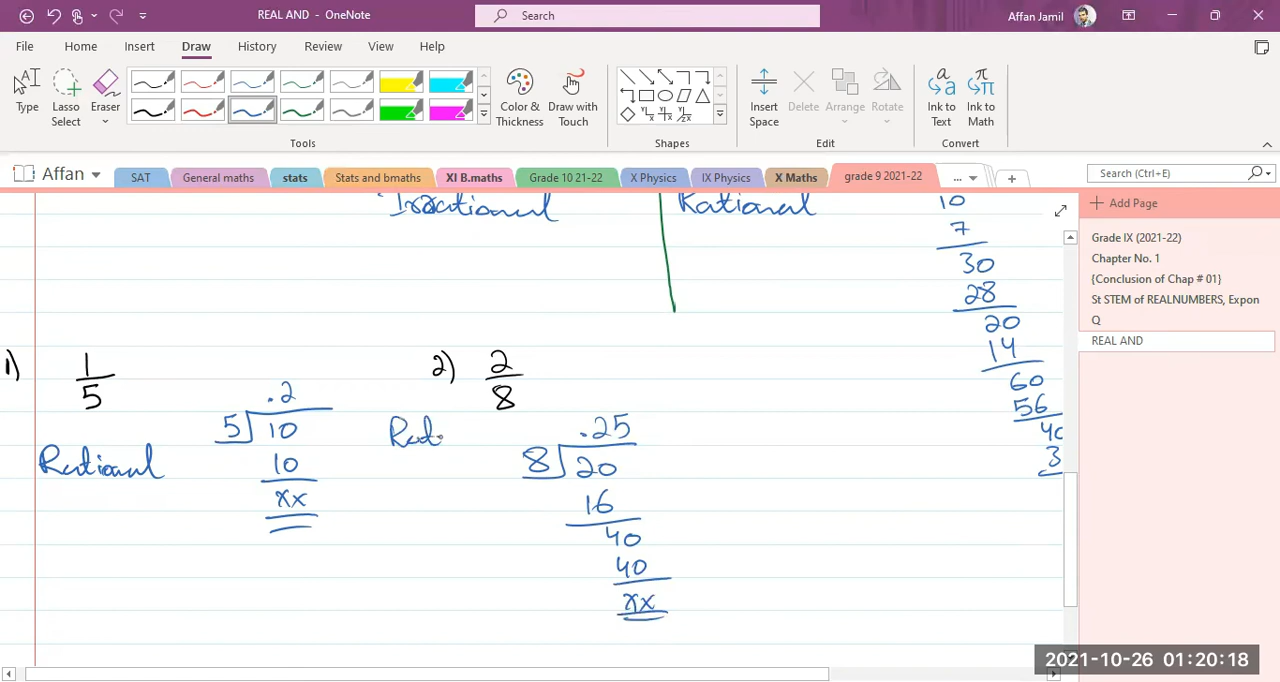 REAL AND - OneNote
Search
Affan Jamil
File Home Insert Draw History Review View Help
Type
Lasso Select
Eraser
Color & Thickness
Draw with Touch
Insert Space
Delete
Arrange
Rotate
Ink to Text
Ink to Math
Tools
Shapes
Edit
Convert
Affan
SAT
General maths
stats
Stats and bmaths
XI B.maths
Grade 10 21-22
X Physics
IX Physics
X Maths
grade 9 2021-22
...
Search (Ctrl+E)
Add Page
Grade IX (2021-22)
Chapter No. 1
{Conclusion of Chap # 01}
St STEM of REALNUMBERS, Expon
Q
REAL AND
Irrational
Rational
10
7
30
28
20
14
60
56
40
3
1) 1/5
Rational
.2
5 10
10
xx
2) 2/8
Rat
.25
8 20
16
40
40
xx
2021-10-26 01:20:18